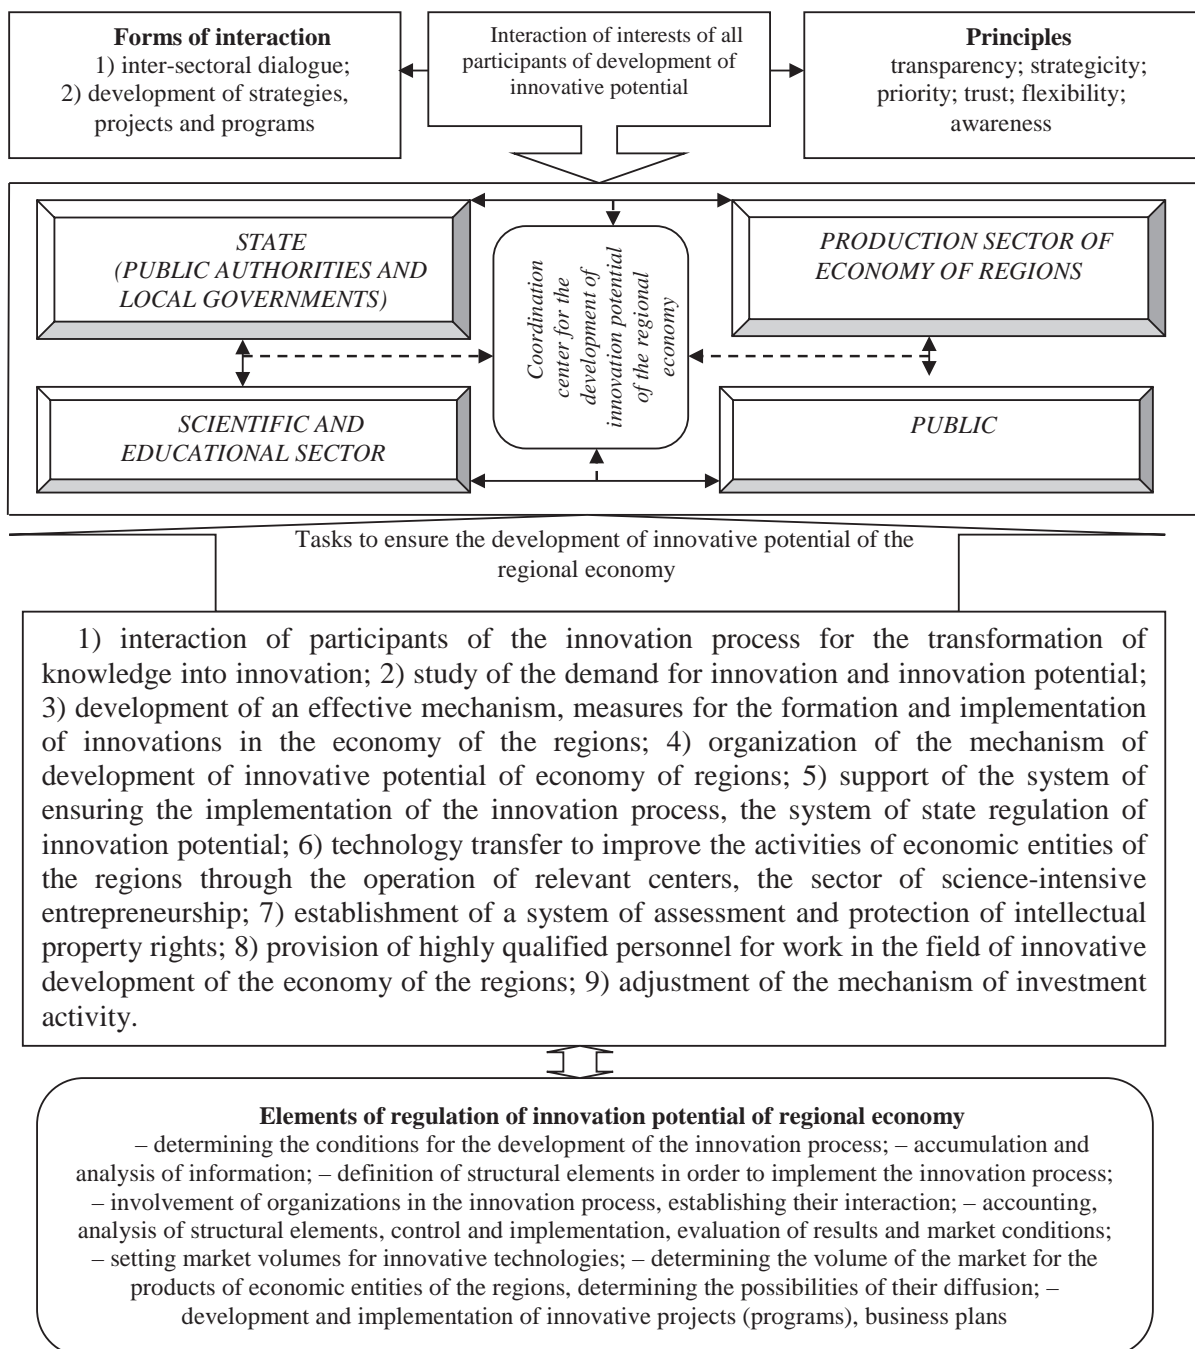 Forms of interaction
1) inter-sectoral dialogue;
2) development of strategies,
projects and programs
Interaction of interests of all
participants of development of
innovative potential
Principles
transparency; strategicity;
priority; trust; flexibility;
awareness
STATE
(PUBLIC AUTHORITIES AND
LOCAL GOVERNMENTS)
Coordination
center for the
development of
innovation potential
of the regional
economy
PRODUCTION SECTOR OF
ECONOMY OF REGIONS
SCIENTIFIC AND
EDUCATIONAL SECTOR
PUBLIC
Tasks to ensure the development of innovative potential of the
regional economy
1) interaction of participants of the innovation process for the transformation of
knowledge into innovation; 2) study of the demand for innovation and innovation potential;
3) development of an effective mechanism, measures for the formation and implementation
of innovations in the economy of the regions; 4) organization of the mechanism of
development of innovative potential of economy of regions; 5) support of the system of
ensuring the implementation of the innovation process, the system of state regulation of
innovation potential; 6) technology transfer to improve the activities of economic entities of
the regions through the operation of relevant centers, the sector of science-intensive
entrepreneurship; 7) establishment of a system of assessment and protection of intellectual
property rights; 8) provision of highly qualified personnel for work in the field of innovative
development of the economy of the regions; 9) adjustment of the mechanism of investment
activity.
Elements of regulation of innovation potential of regional economy
– determining the conditions for the development of the innovation process; – accumulation and
analysis of information; – definition of structural elements in order to implement the innovation process;
– involvement of organizations in the innovation process, establishing their interaction; – accounting,
analysis of structural elements, control and implementation, evaluation of results and market conditions;
– setting market volumes for innovative technologies; – determining the volume of the market for the
products of economic entities of the regions, determining the possibilities of their diffusion; –
development and implementation of innovative projects (programs), business plans